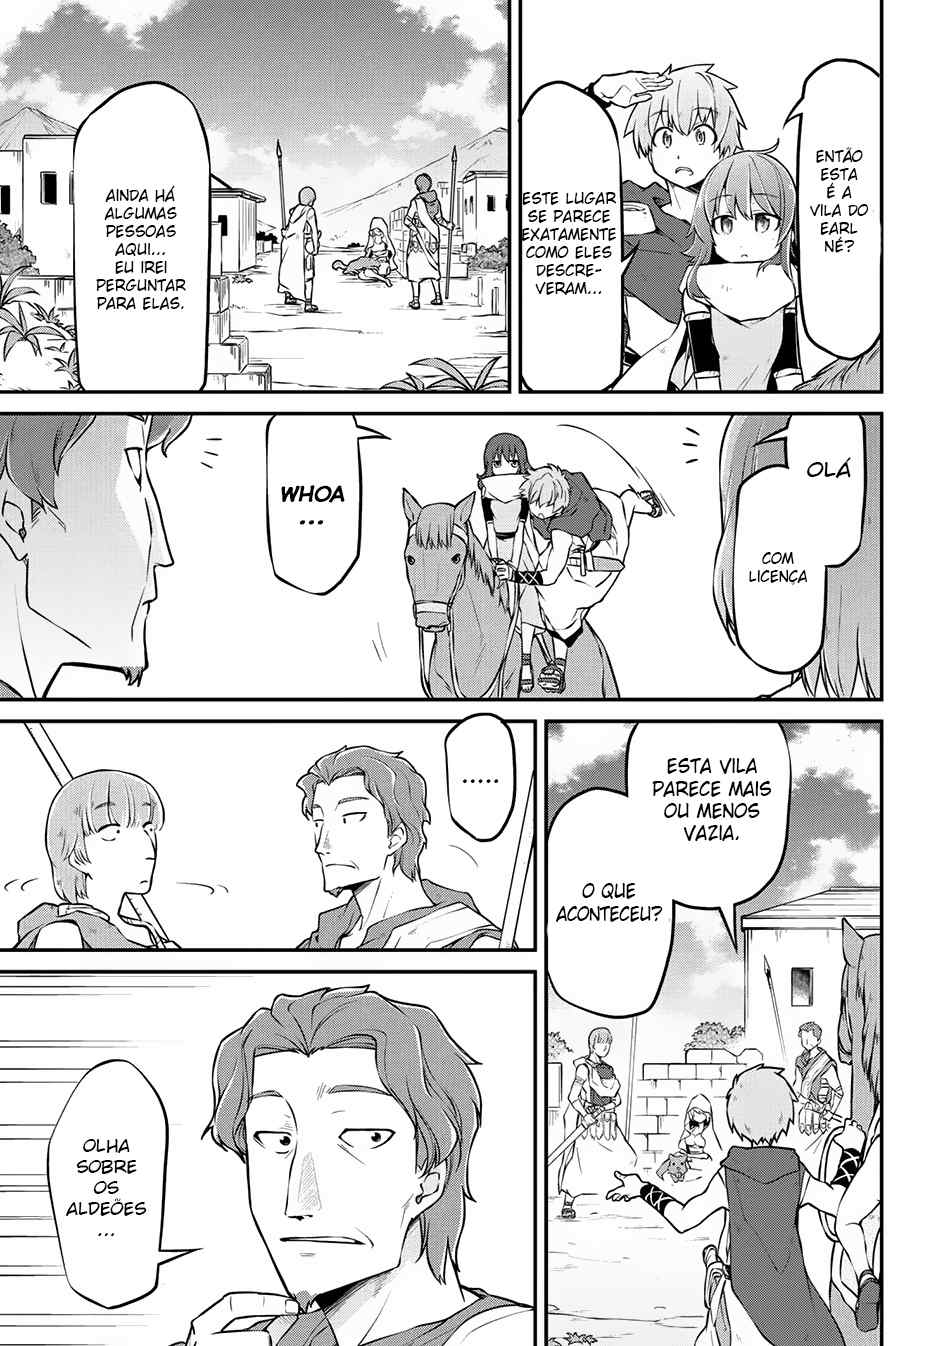 ENTÃO
ESTA
É A
VILA DO
EARL
NÉ?
ESTE LUGAR
SE PARECE
EXATAMENTE
COMO ELES
DESCRE-
VERAM...
AINDA HÁ
ALGUMAS
PESSOAS
AQUI...
EU IREI
PERGUNTAR
PARA ELAS.
OLÁ
COM
LICENÇA
WHOA
...
ESTA VILA
PARECE MAIS
OU MENOS
VAZIA.
O QUE
ACONTECEU?
.....
OLHA
SOBRE
OS
ALDEÕES
...